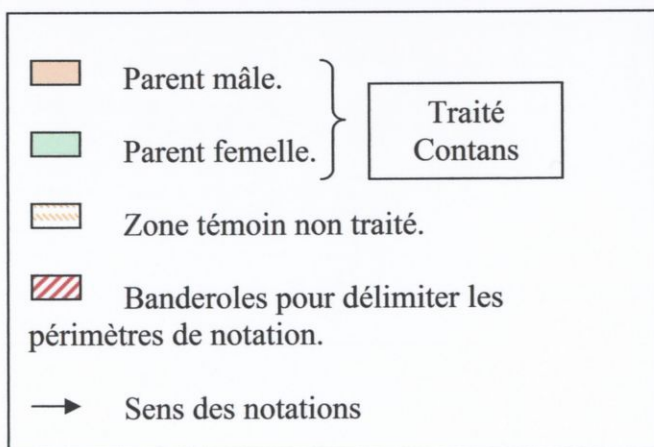 Parent mâle.
Parent femelle.
Traité
Contans
Zone témoin non traité.
Banderoles pour délimiter les
périmètres de notation.
Sens des notations